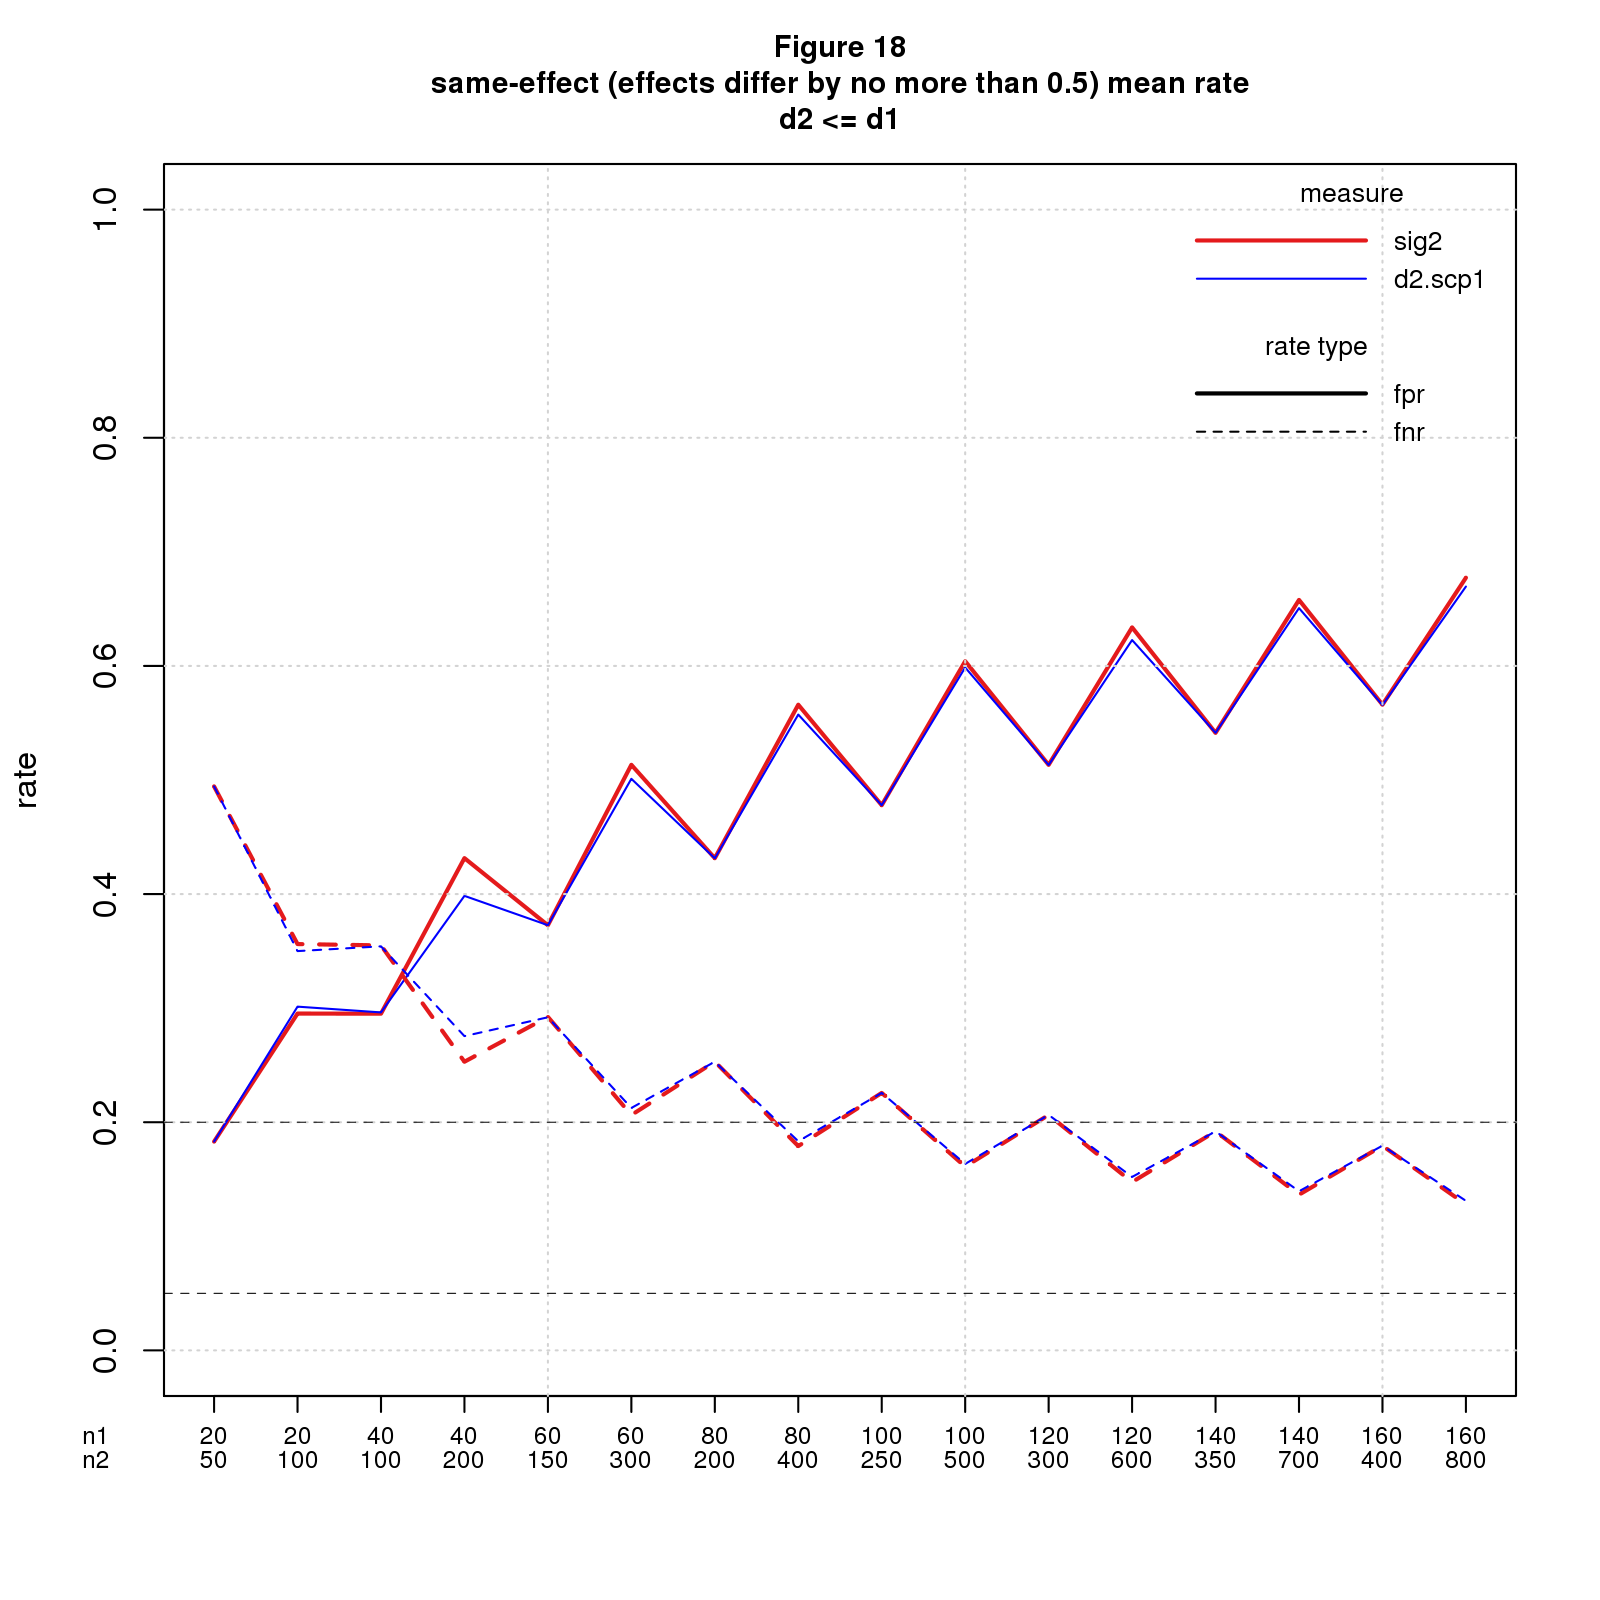 Figure 18
same-effect (effects differ by no more than 0.5) mean rate
d2 <= d1
measure
sig2
d2.scp1
rate type
fpr
fnr
rate
1.0
0.8
0.6
0.4
0.2
0.0
n1 20 20 40 40 60 60 80 80 100 100 120 120 140 140 160 160
n2 50 100 100 200 150 300 200 400 250 500 300 600 350 700 400 800